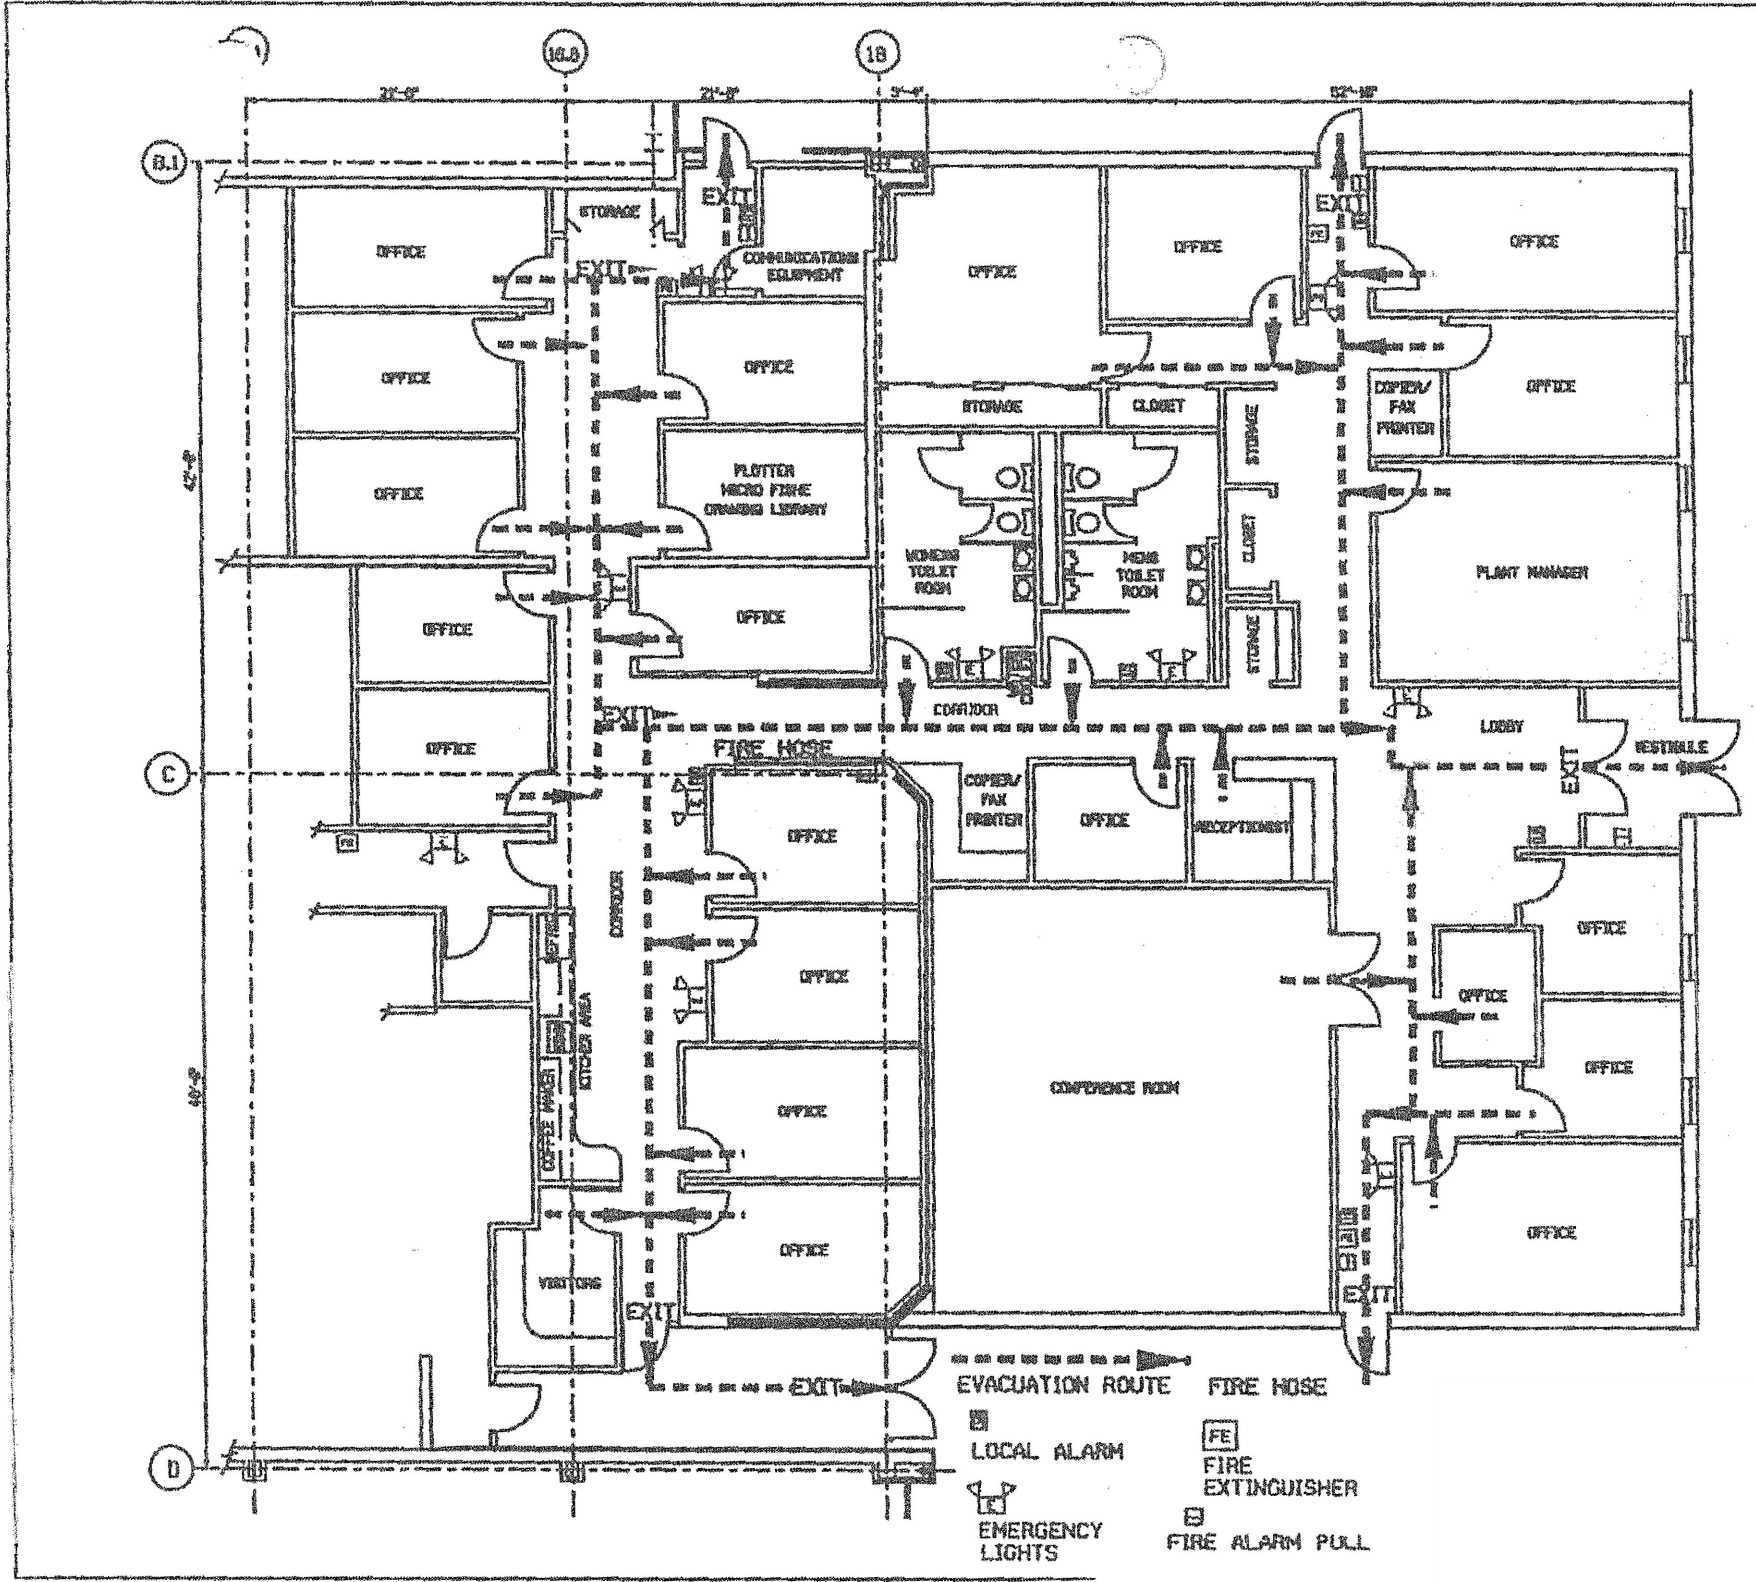 16.8
18
21'-0"
21'-8"
52'-10"
B.1
EXIT
STORAGE
EXIT
OFFICE
EXIT
COMMUNICATIONS
EQUIPMENT
OFFICE
OFFICE
OFFICE
OFFICE
OFFICE
OFFICE
COPIER/
FAX
PRINTER
STORAGE
CLOSET
STORAGE
OFFICE
PLOTTER
MICRO FISHE
DRAWING LIBRARY
CLOSET
WOMENS
TOILET
ROOM
MENS
TOILET
ROOM
PLANT MANAGER
OFFICE
OFFICE
STORAGE
EXIT
CORRIDOR
LOBBY
VESTIBULE
EXIT
OFFICE
FIRE HOSE
C
COPIER/
FAX
PRINTER
OFFICE
RECEPTIONIST
OFFICE
FE
CORRIDOR
OFFICE
OFFICE
OFFICE
KITCHEN AREA
COFFEE MAKER
CONFERENCE ROOM
OFFICE
OFFICE
OFFICE
OFFICE
VISITORS
EXIT
EXIT
EXIT
EVACUATION ROUTE
FIRE HOSE
LOCAL ALARM
FE
FIRE
EXTINGUISHER
D
E
EMERGENCY
LIGHTS
FIRE ALARM PULL